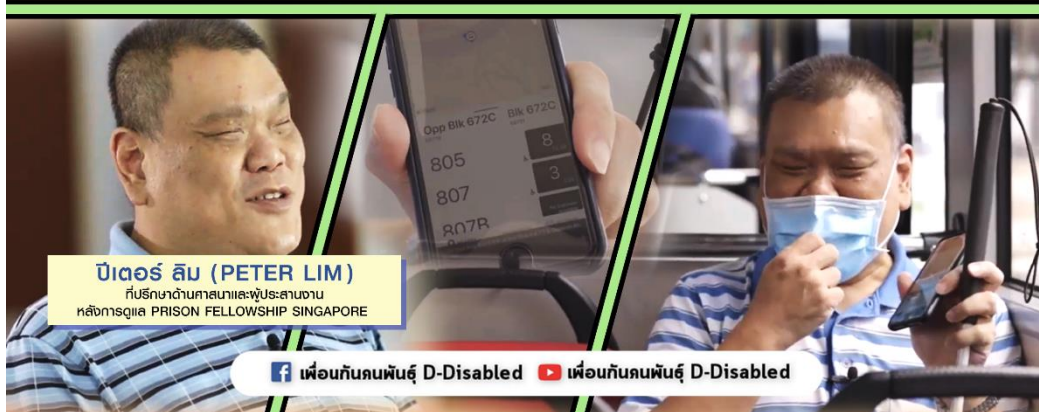 Opp Blk 672C Blk 672C
805 8
807 3
807B
ปีเตอร์ ลิม (PETER LIM)
ที่ปรึกษาด้านศาสนาและผู้ประสานงาน
หลังการดูแล PRISON FELLOWSHIP SINGAPORE
เพื่อนกันคนพันธุ์ D-Disabled เพื่อนกันคนพันธุ์ D-Disabled